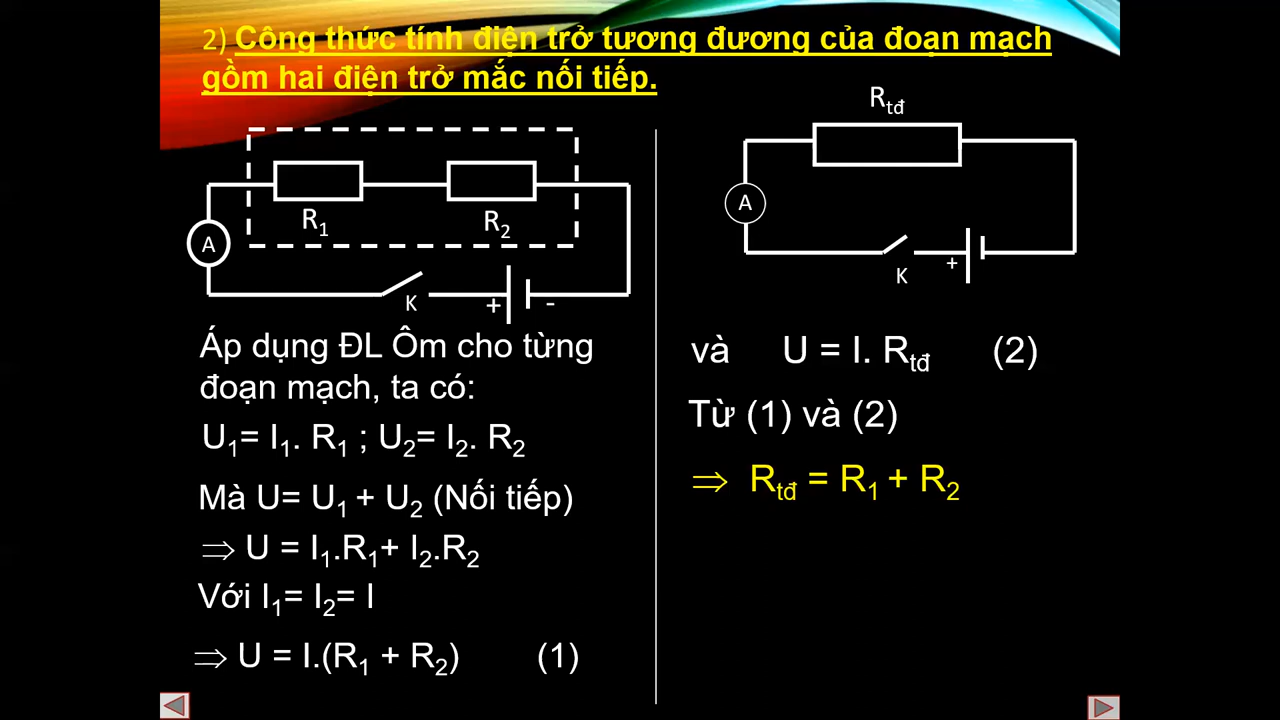 2) Công thức tính điện trở tương đương của đoạn mạch
gồm hai điện trở mắc nối tiếp.
R₁
R₂
A
K
+
-
Áp dụng ĐL Ôm cho từng
đoạn mạch, ta có:
U₁= I₁. R₁ ; U₂= I₂. R₂
Mà U= U₁ + U₂ (Nối tiếp)
⇒ U = I₁.R₁+ I₂.R₂
Với I₁= I₂= I
⇒ U = I.(R₁ + R₂) (1)
Rtđ
A
K
+
và U = I. Rtđ (2)
Từ (1) và (2)
⇒ Rtđ = R₁ + R₂